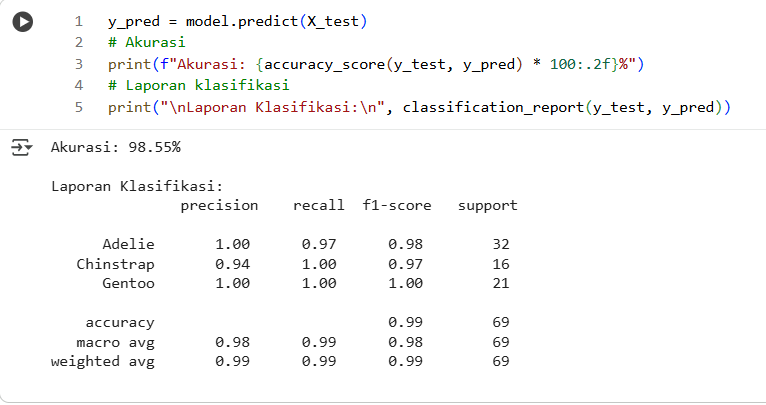 1 y_pred = model.predict(X_test)
2 # Akurasi
3 print(f"Akurasi: {accuracy_score(y_test, y_pred) * 100:.2f}%")
4 # Laporan klasifikasi
5 print("\nLaporan Klasifikasi:\n", classification_report(y_test, y_pred))
Akurasi: 98.55%
Laporan Klasifikasi:
precision recall f1-score support
Adelie 1.00 0.97 0.98 32
Chinstrap 0.94 1.00 0.97 16
Gentoo 1.00 1.00 1.00 21
accuracy 0.99 69
macro avg 0.98 0.99 0.98 69
weighted avg 0.99 0.99 0.99 69